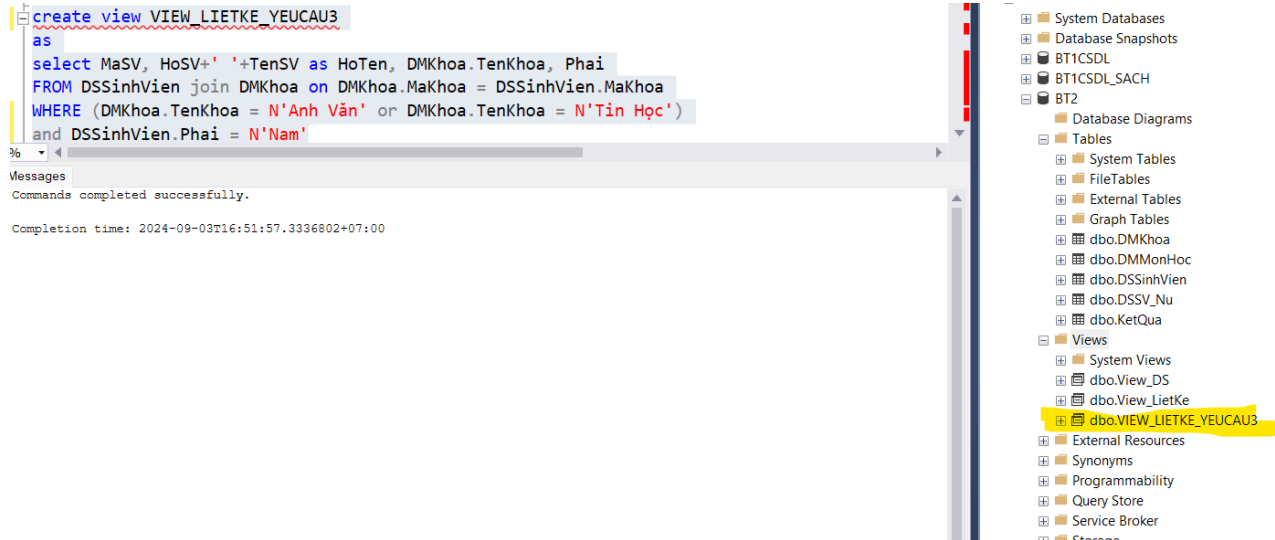 create view VIEW_LIETKE_YEUCAU3
as
select MaSV, HoSV+' '+TenSV as HoTen, DMKhoa.TenKhoa, Phai
FROM DSSinhVien join DMKhoa on DMKhoa.MaKhoa = DSSinhVien.MaKhoa
WHERE (DMKhoa.TenKhoa = N'Anh Văn' or DMKhoa.TenKhoa = N'Tin Học')
and DSSinhVien.Phai = N'Nam'
%
Messages
Commands completed successfully.
Completion time: 2024-09-03T16:51:57.3336802+07:00
System Databases
Database Snapshots
BT1CSDL
BT1CSDL_SACH
BT2
Database Diagrams
Tables
System Tables
FileTables
External Tables
Graph Tables
dbo.DMKhoa
dbo.DMMonHoc
dbo.DSSinhVien
dbo.DSSV_Nu
dbo.KetQua
Views
System Views
dbo.View_DS
dbo.View_LietKe
dbo.VIEW_LIETKE_YEUCAU3
External Resources
Synonyms
Programmability
Query Store
Service Broker
Storage